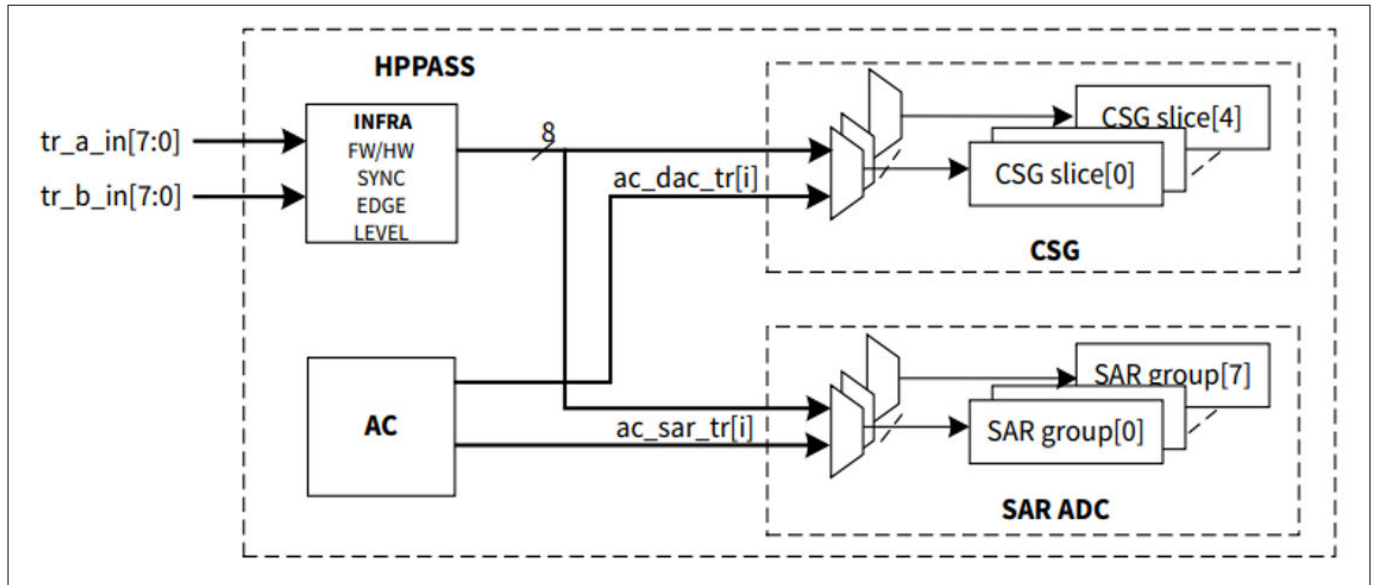 HPPASS
tr_a_in[7:0]
tr_b_in[7:0]
INFRA
FW/HW
SYNC
EDGE
LEVEL
8
ac_dac_tr[i]
CSG slice[4]
CSG slice[0]
CSG
AC
ac_sar_tr[i]
SAR group[7]
SAR group[0]
SAR ADC